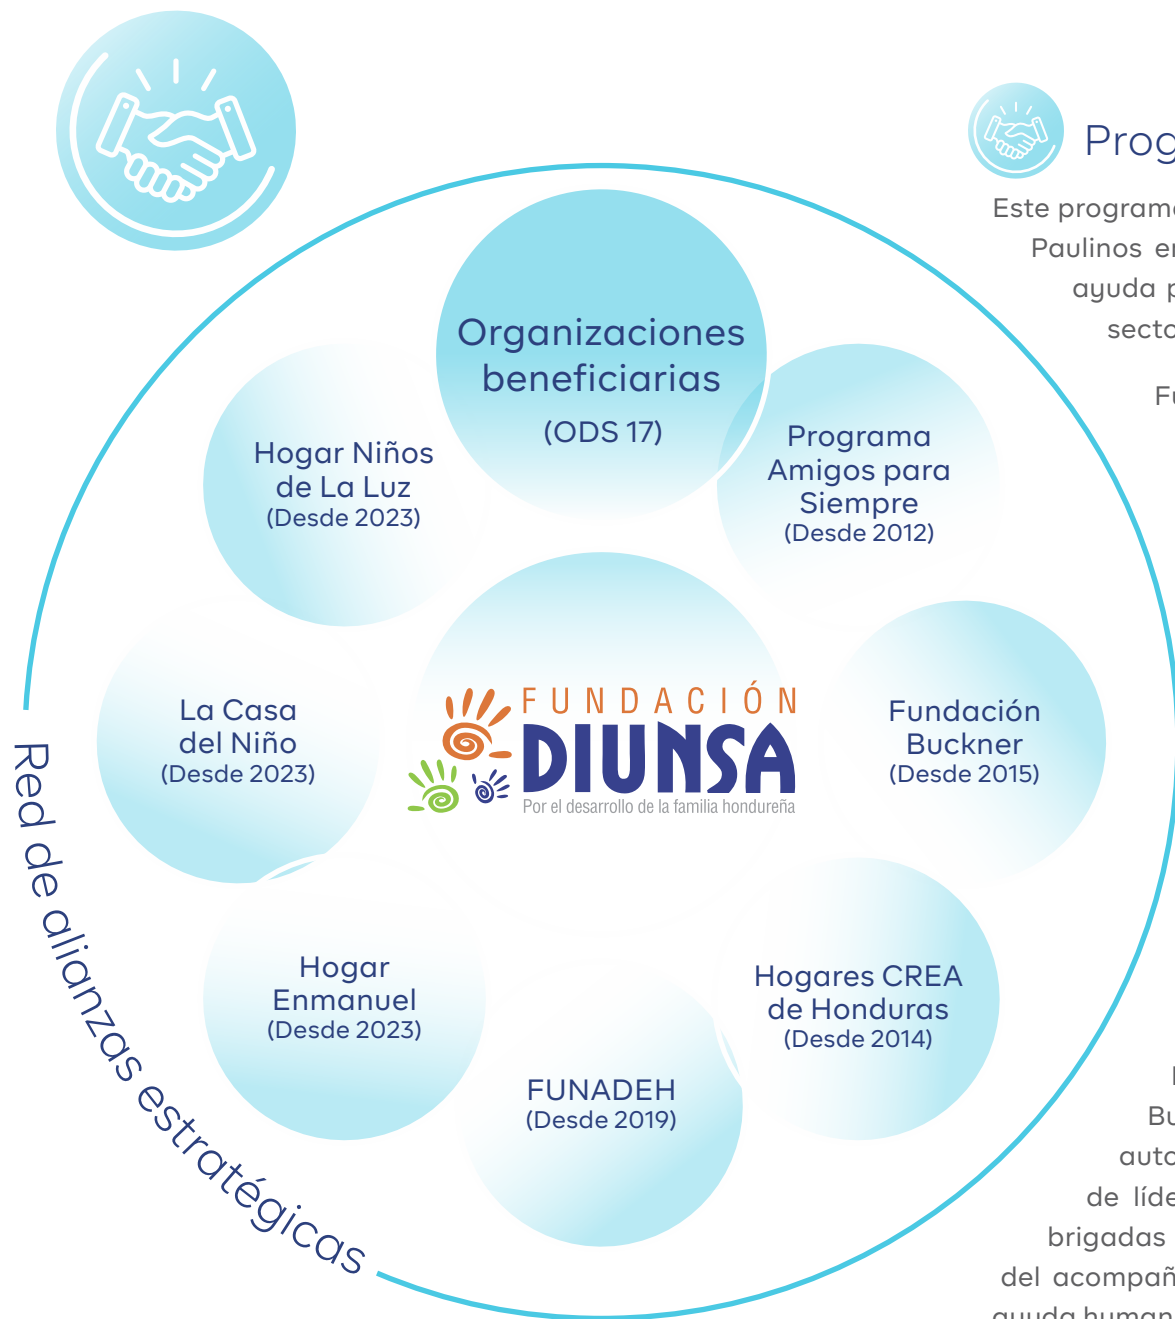 Organizaciones
beneficiarias
(ODS 17)
Programa
Amigos para
Siempre
(Desde 2012)
Fundación
Buckner
(Desde 2015)
Hogares CREA
de Honduras
(Desde 2014)
FUNADEH
(Desde 2019)
Hogar
Enmanuel
(Desde 2023)
La Casa
del Niño
(Desde 2023)
Hogar Niños
de La Luz
(Desde 2023)
FUNDACIÓN
DIUNSA
Por el desarrollo de la familia hondureña
Red de alianzas estratégicas
Este
Paulinos
ayuda
brigadas
de
del